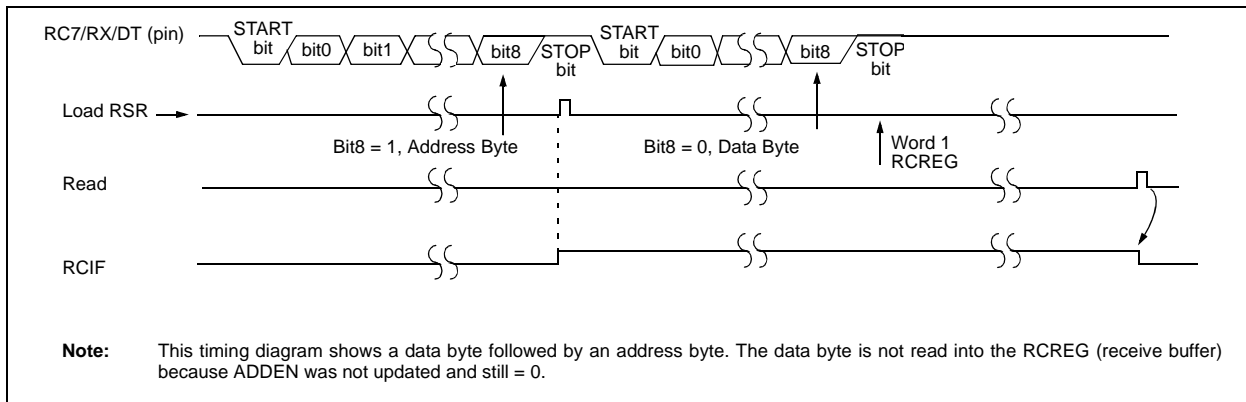 RC7/RX/DT (pin)
START
bit
bit0
bit1
bit8
STOP
bit
START
bit
bit0
bit8
STOP
bit
Load RSR
Bit8 = 1, Address Byte
Bit8 = 0, Data Byte
Word 1
RCREG
Read
RCIF
Note: This timing diagram shows a data byte followed by an address byte. The data byte is not read into the RCREG (receive buffer)
because ADDEN was not updated and still = 0.